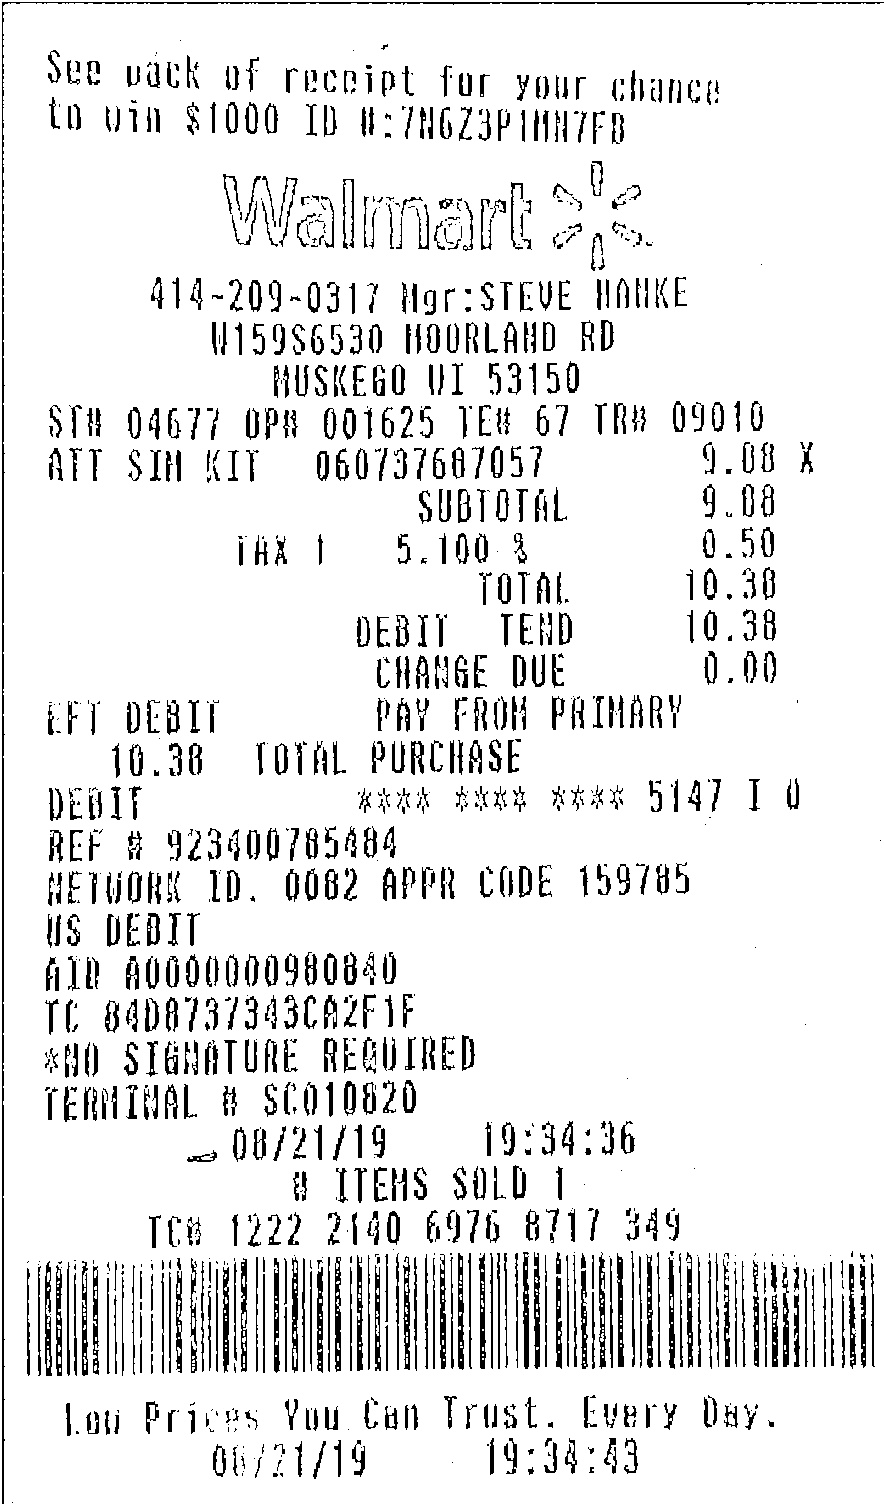 See back of receipt for your chance
to win $1000 ID #:
Walmart
414-209-0317 Mgr:STEVE HANKE
W159S6530 MOORLAND RD
MUSKEGO WI 53150
ST# 04677 OP# 001625 TE# 67 TR# 09010
ATT SIM KIT 060737687057 9.88 X
SUBTOTAL 9.88
TAX 1 5.100 % 0.50
TOTAL 10.38
DEBIT TEND 10.38
CHANGE DUE 0.00
EFT DEBIT PAY FROM PRIMARY
10.38 TOTAL PURCHASE
DEBIT **** **** **** 5147 I 0
REF # 923400785484
NETWORK ID. 0082 APPR CODE 159785
US DEBIT
AID A0000000980840
TC 84D8737343CA2F1F
*NO SIGNATURE REQUIRED
TERMINAL # SC010820
08/21/19 19:34:36
# ITEMS SOLD 1
TC# 1222 2140 6976 8717 349
Low Prices You Can Trust. Every Day.
08/21/19 19:34:43